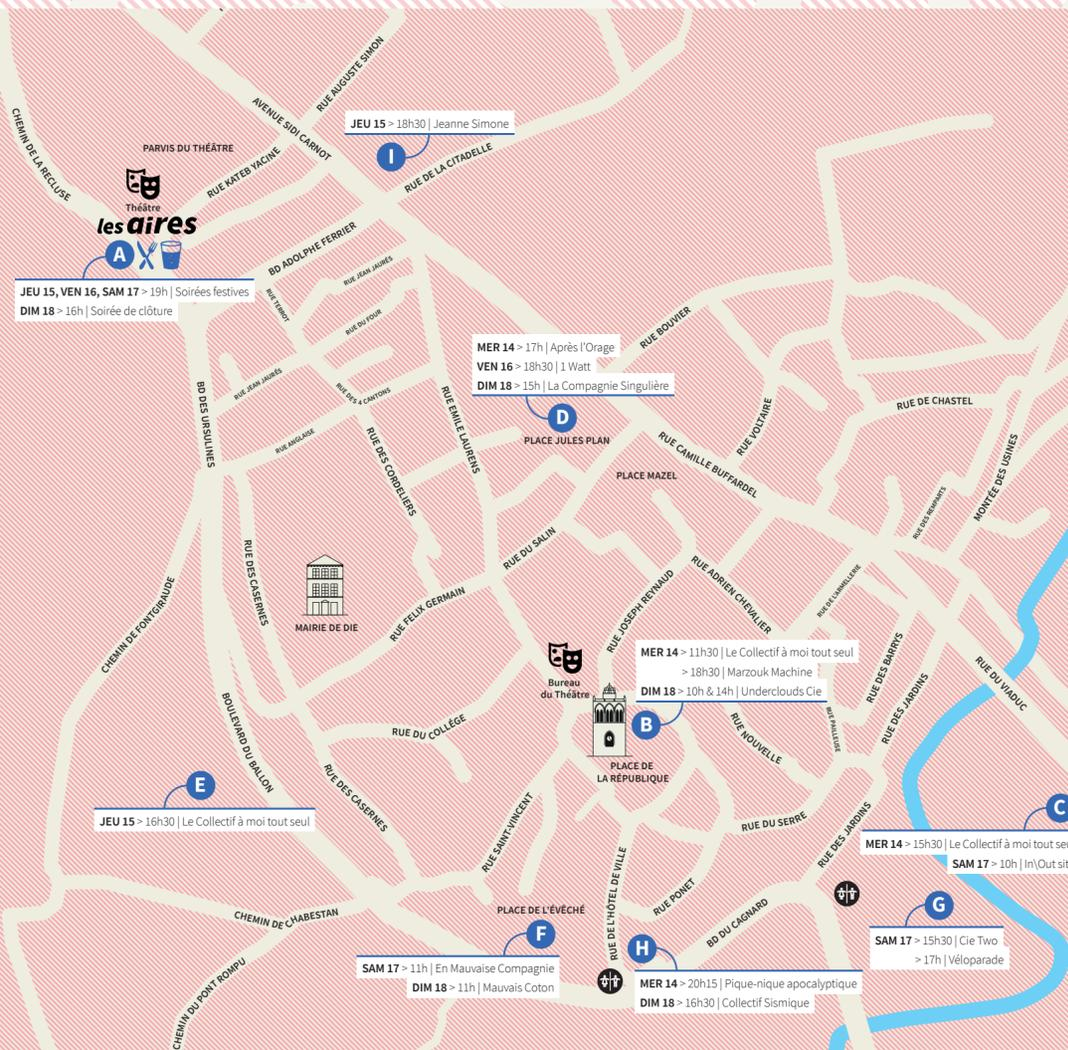 RUE AUGUSTE SIMON
AVENUE SIDI CARNOT
CHEMIN DE LA RECLUSE
JEU 15 > 18h30 | Jeanne Simone
I
PARVIS DU THÉÂTRE
RUE KATEB YACINE
RUE DE LA CITADELLE
Théâtre
les aires
A
JEU 15, VEN 16, SAM 17 > 19h | Soirées festives
DIM 18 > 16h | Soirée de clôture
BD ADOLPHE FERRIER
RUE JEAN JAURÈS
RUE TERROT
RUE DU FOUR
RUE BOUVIER
MER 14 > 17h | Après l'Orage
VEN 16 > 18h30 | 1 Watt
DIM 18 > 15h | La Compagnie Singulière
D
PLACE JULES PLAN
RUE JEAN JAURÈS
RUE DES 4 CANTONS
BD DES URSULINES
RUE ANGLAISE
RUE EMILE LAURENS
RUE DES CORDELIERS
RUE VOLTAIRE
RUE DE CHASTEL
PLACE MAZEL
RUE CAMILLE BUFFARDEL
MONTÉE DES USINES
RUE DES REMPARTS
RUE DU SALIN
RUE DES CASERNES
MAIRIE DE DIE
RUE FELIX GERMAIN
CHEMIN DE FONTGIRAUDE
RUE JOSEPH REYNAUD
RUE ADRIEN CHEVALIER
RUE DE L'ARMELLERIE
RUE DES BARRYS
RUE DES JARDINS
RUE DU VIADUC
MER 14 > 11h30 | Le Collectif à moi tout seul
> 18h30 | Marzouk Machine
DIM 18 > 10h & 14h | Underclouds Cie
B
Bureau
du Théâtre
PLACE DE
LA RÉPUBLIQUE
RUE NOUVELLE
RUE PAILLEUSE
RUE DU COLLÈGE
BOULEVARD DU BALLON
RUE DES CASERNES
E
JEU 15 > 16h30 | Le Collectif à moi tout seul
RUE SAINT-VINCENT
RUE DU SERRE
RUE DES JARDINS
C
MER 14 > 15h30 | Le Collectif à moi tout seu
SAM 17 > 10h | In\Out sit
RUE DE L'HÔTEL DE VILLE
RUE PONET
BD DU CAGNARD
CHEMIN DE CHABESTAN
CHEMIN DU PONT ROMPU
PLACE DE L'ÉVÊCHÉ
F
SAM 17 > 11h | En Mauvaise Compagnie
DIM 18 > 11h | Mauvais Coton
G
SAM 17 > 15h30 | Cie Two
> 17h | Véloparade
H
MER 14 > 20h15 | Pique-nique apocalyptique
DIM 18 > 16h30 | Collectif Sismique